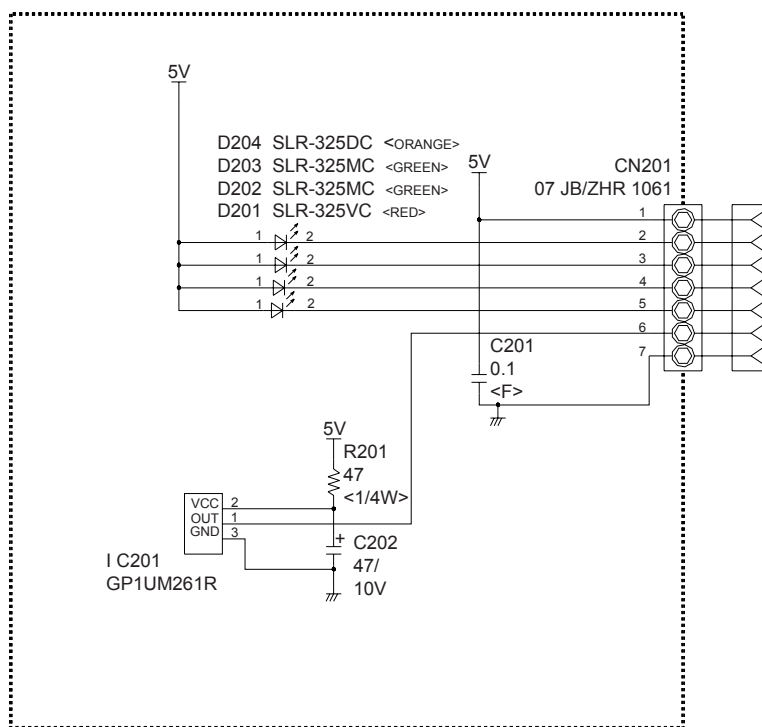 5V
D204 SLR-325DC <ORANGE>
D203 SLR-325MC <GREEN>
D202 SLR-325MC <GREEN>
D201 SLR-325VC <RED>
5V
CN201
07 JB/ZHR 1061
1
1 2 2
1 2 3
1 2 4
1 2 5
6
7
C201
0.1
<F>
5V
R201
47
<1/4W>
VCC 2
OUT 1
GND 3
I C201
GP1UM261R
+ C202
47/
10V